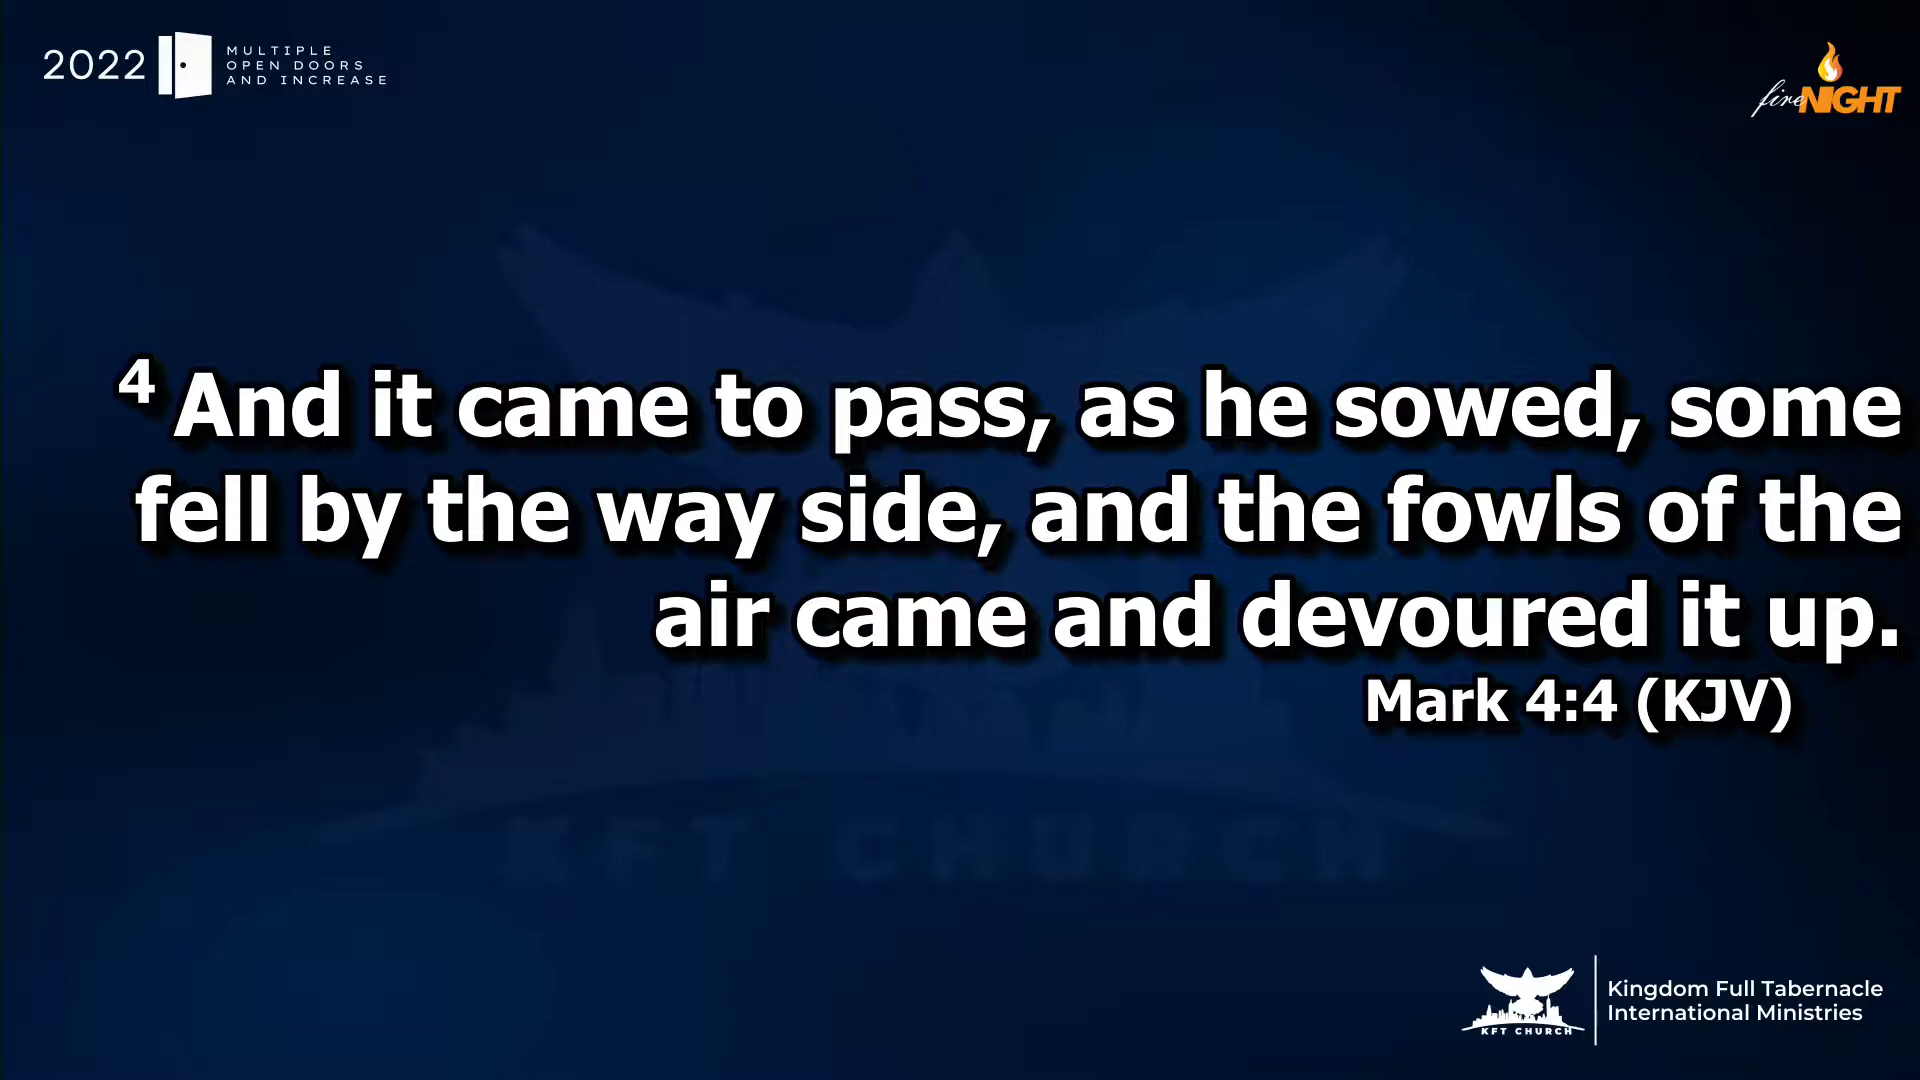 2022
MULTIPLE
OPEN DOORS
AND INCREASE
fireNIGHT
4 And it came to pass, as he sowed, some
fell by the way side, and the fowls of the
air came and devoured it up.
Mark 4:4 (KJV)
KFT CHURCH
Kingdom Full Tabernacle
International Ministries
KFT CHURCH